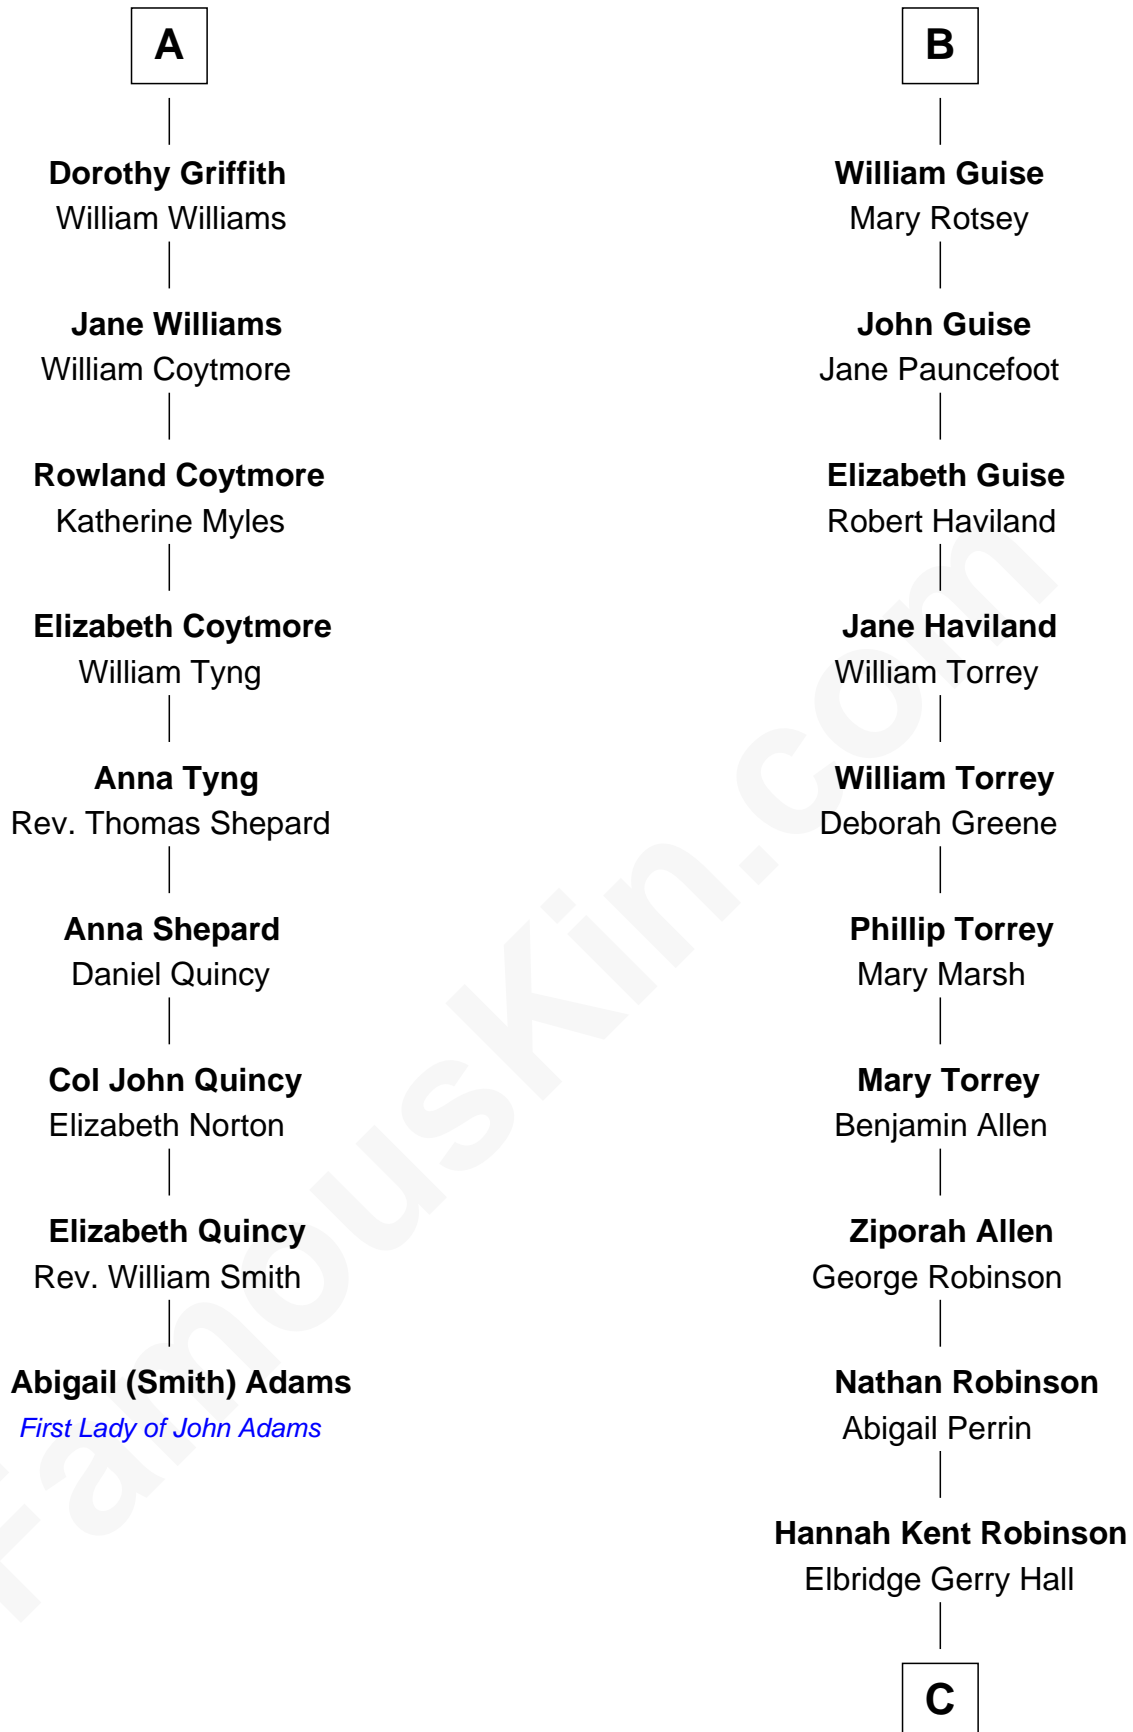 A
Dorothy Griffith
William Williams
Jane Williams
William Coytmore
Rowland Coytmore
Katherine Myles
Elizabeth Coytmore
William Tyng
Anna Tyng
Rev. Thomas Shepard
Anna Shepard
Daniel Quincy
Col John Quincy
Elizabeth Norton
Elizabeth Quincy
Rev. William Smith
Abigail (Smith) Adams
First Lady of John Adams
B
William Guise
Mary Rotsey
John Guise
Jane Pauncefoot
Elizabeth Guise
Robert Haviland
Jane Haviland
William Torrey
William Torrey
Deborah Greene
Phillip Torrey
Mary Marsh
Mary Torrey
Benjamin Allen
Ziporah Allen
George Robinson
Nathan Robinson
Abigail Perrin
Hannah Kent Robinson
Elbridge Gerry Hall
C
FamousKin.com